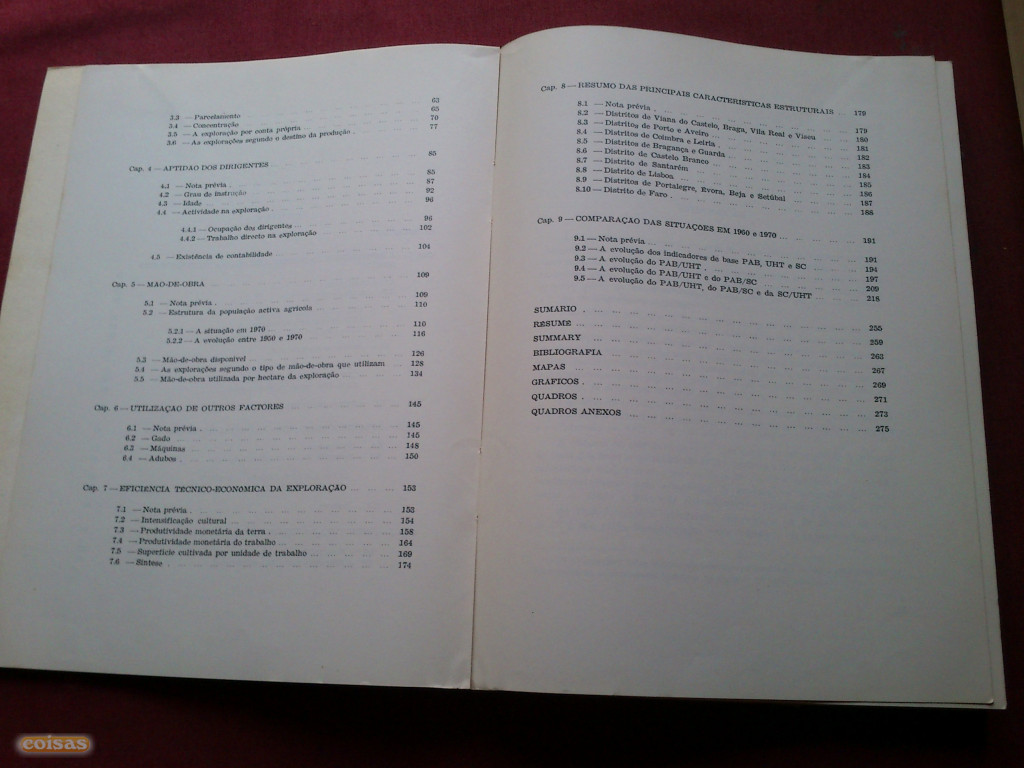 3.3 — Parcelamento ... 63
3.4 — Concentração ... 65
3.5 — A exploração por conta própria ... 70
3.6 — As explorações segundo o destino da produção ... 77
Cap. 4 — APTIDÃO DOS DIRIGENTES ... 85
4.1 — Nota prévia ... 85
4.2 — Grau de instrução ... 87
4.3 — Idade ... 92
4.4 — Actividade na exploração ... 96
4.4.1 — Ocupação dos dirigentes ... 96
4.4.2 — Trabalho directo na exploração ... 102
4.5 — Existência de contabilidade ... 104
Cap. 5 — MÃO-DE-OBRA ... 109
5.1 — Nota prévia ... 109
5.2 — Estrutura da população activa agrícola ... 110
5.2.1 — A situação em 1970 ... 110
5.2.2 — A evolução entre 1950 e 1970 ... 116
5.3 — Mão-de-obra disponível ... 126
5.4 — As explorações segundo o tipo de mão-de-obra que utilizam ... 128
5.5 — Mão-de-obra utilizada por hectare da exploração ... 134
Cap. 6 — UTILIZAÇÃO DE OUTROS FACTORES ... 145
6.1 — Nota prévia ... 145
6.2 — Gado ... 145
6.3 — Máquinas ... 148
6.4 — Adubos ... 150
Cap. 7 — EFICIÊNCIA TÉCNICO-ECONÓMICA DA EXPLORAÇÃO ... 153
7.1 — Nota prévia ... 153
7.2 — Intensificação cultural ... 154
7.3 — Produtividade monetária da terra ... 158
7.4 — Produtividade monetária do trabalho ... 164
7.5 — Superfície cultivada por unidade de trabalho ... 169
7.6 — Síntese ... 174
Cap. 8 — RESUMO DAS PRINCIPAIS CARACTERÍSTICAS ESTRUTURAIS ... 179
8.1 — Nota prévia ... 179
8.2 — Distritos de Viana do Castelo, Braga, Vila Real e Viseu ... 180
8.3 — Distritos de Porto e Aveiro ... 181
8.4 — Distritos de Coimbra e Leiria ... 182
8.5 — Distritos de Bragança e Guarda ... 183
8.6 — Distrito de Castelo Branco ... 184
8.7 — Distrito de Santarém ... 185
8.8 — Distrito de Lisboa ... 186
8.9 — Distritos de Portalegre, Évora, Beja e Setúbal ... 187
8.10 — Distrito de Faro ... 188
Cap. 9 — COMPARAÇÃO DAS SITUAÇÕES EM 1960 e 1970 ... 191
9.1 — Nota prévia ... 191
9.2 — A evolução dos indicadores de base PAB, UHT e SC ... 194
9.3 — A evolução do PAB/UHT ... 197
9.4 — A evolução do PAB/UHT e do PAB/SC ... 209
9.5 — A evolução do PAB/UHT, do PAB/SC e da SC/UHT ... 218
SUMÁRIO ... 255
RÉSUMÉ ... 259
SUMMARY ... 263
BIBLIOGRAFIA ... 267
MAPAS ... 269
GRÁFICOS ... 271
QUADROS ... 273
QUADROS ANEXOS ... 275
coisas